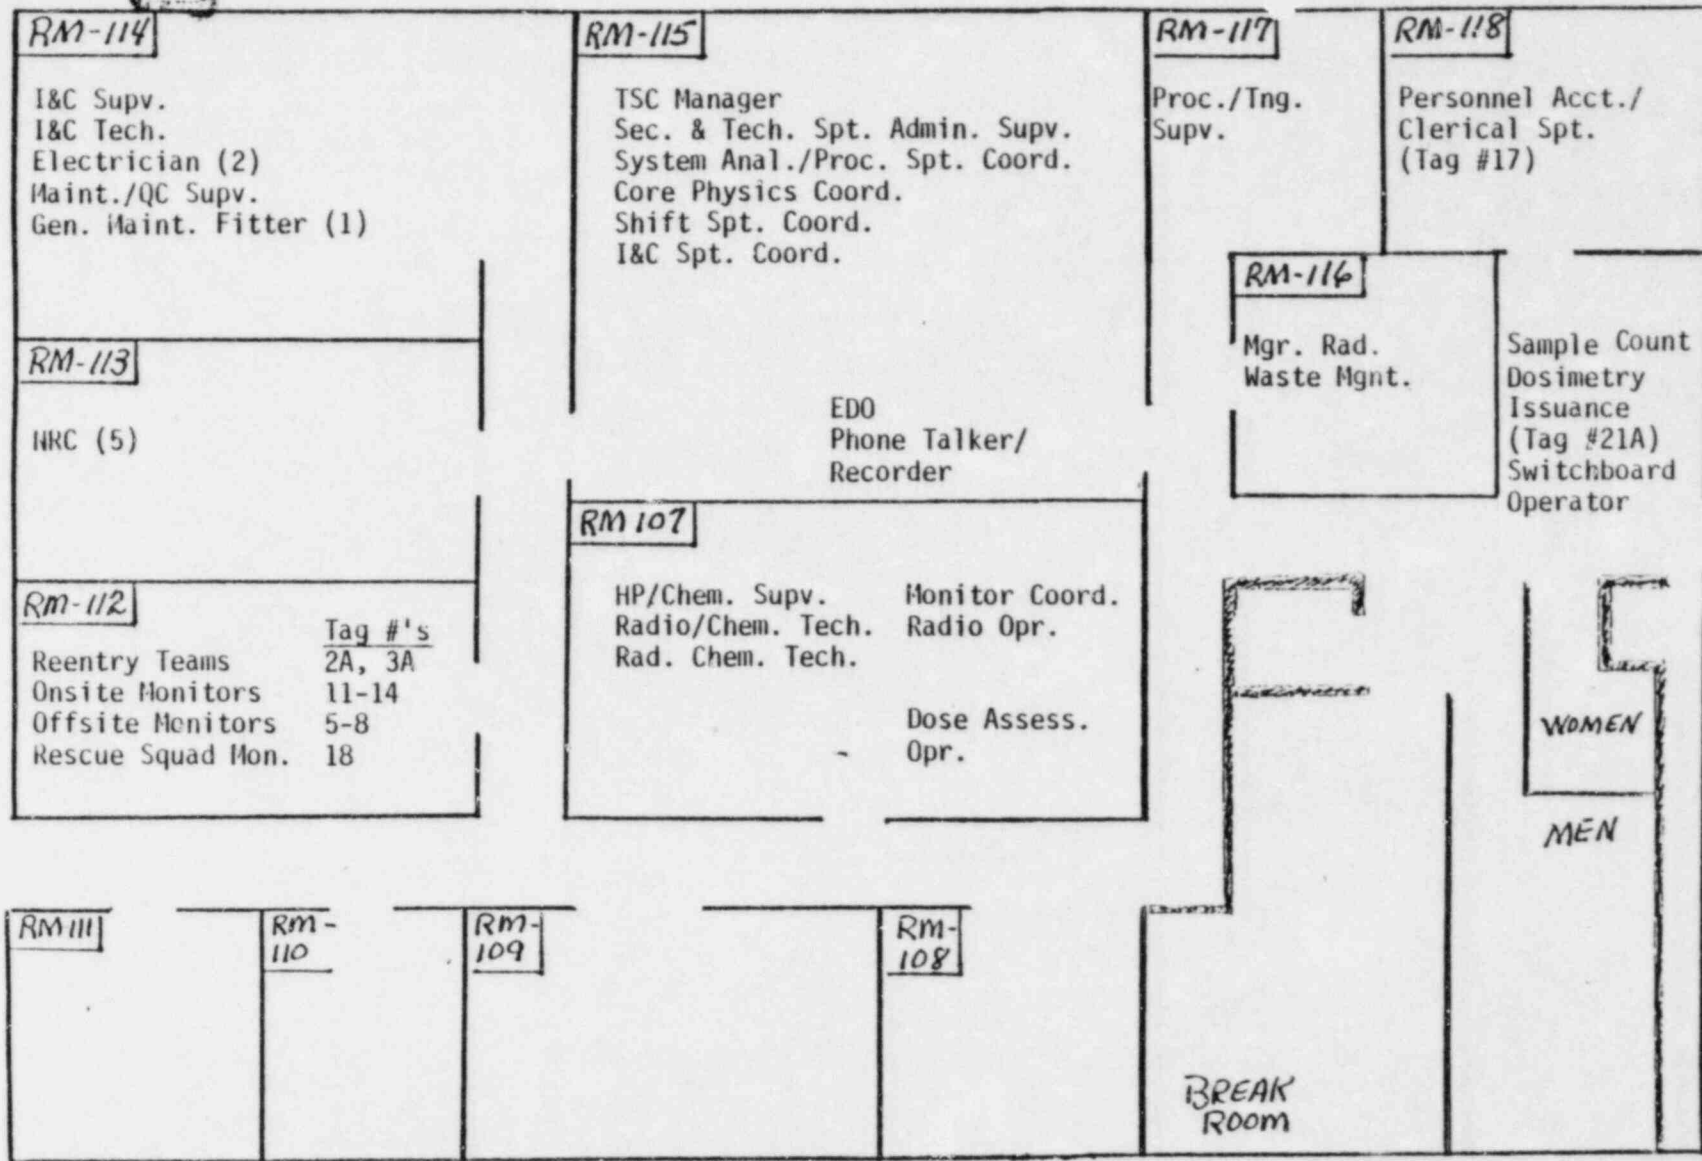 RM-114
I&C Supv.
I&C Tech.
Electrician (2)
Maint./QC Supv.
Gen. Maint. Fitter (1)
RM-115
TSC Manager
Sec. & Tech. Spt. Admin. Supv.
System Anal./Proc. Spt. Coord.
Core Physics Coord.
Shift Spt. Coord.
I&C Spt. Coord.
EDO
Phone Talker/
Recorder
RM-117
Proc./Tng.
Supv.
RM-118
Personnel Acct./
Clerical Spt.
(Tag #17)
RM-116
Mgr. Rad.
Waste Mgnt.
Sample Count
Dosimetry
Issuance
(Tag #21A)
Switchboard
Operator
RM-113
NRC (5)
RM-112
Tag #'s
Reentry Teams 2A, 3A
Onsite Monitors 11-14
Offsite Monitors 5-8
Rescue Squad Mon. 18
RM 107
HP/Chem. Supv. Monitor Coord.
Radio/Chem. Tech. Radio Opr.
Rad. Chem. Tech.
Dose Assess.
Opr.
WOMEN
MEN
RM 111
RM-
110
RM-
109
RM-
108
BREAK
ROOM